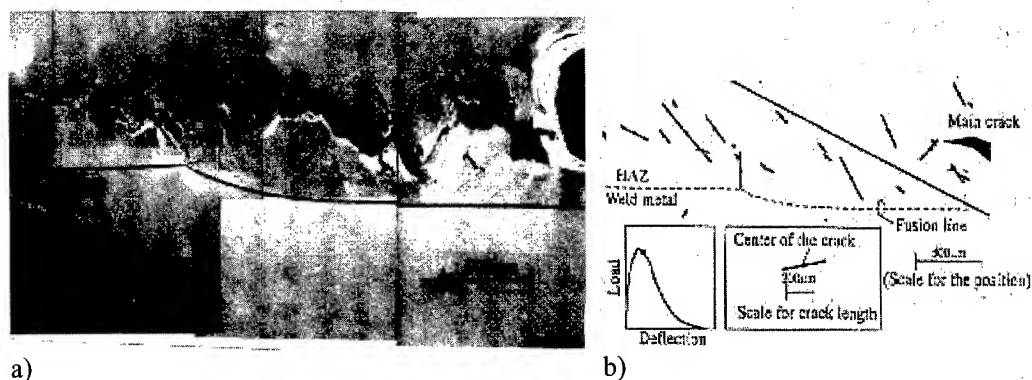 Main crack
HAZ
Weld metal
Fusion line
Center of the crack
Scale for crack length
(Scale for the position)
Load
Deflection
a)
b)